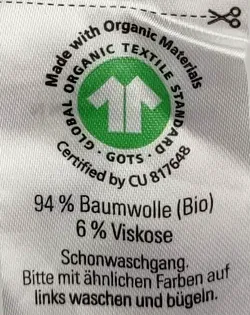 Made with Organic Materials
GLOBAL ORGANIC TEXTILE STANDARD · GOTS ·
Certified by CU 817648
94 % Baumwolle (Bio)
6 % Viskose
Schonwaschgang.
Bitte mit ähnlichen Farben auf
links waschen und bügeln.